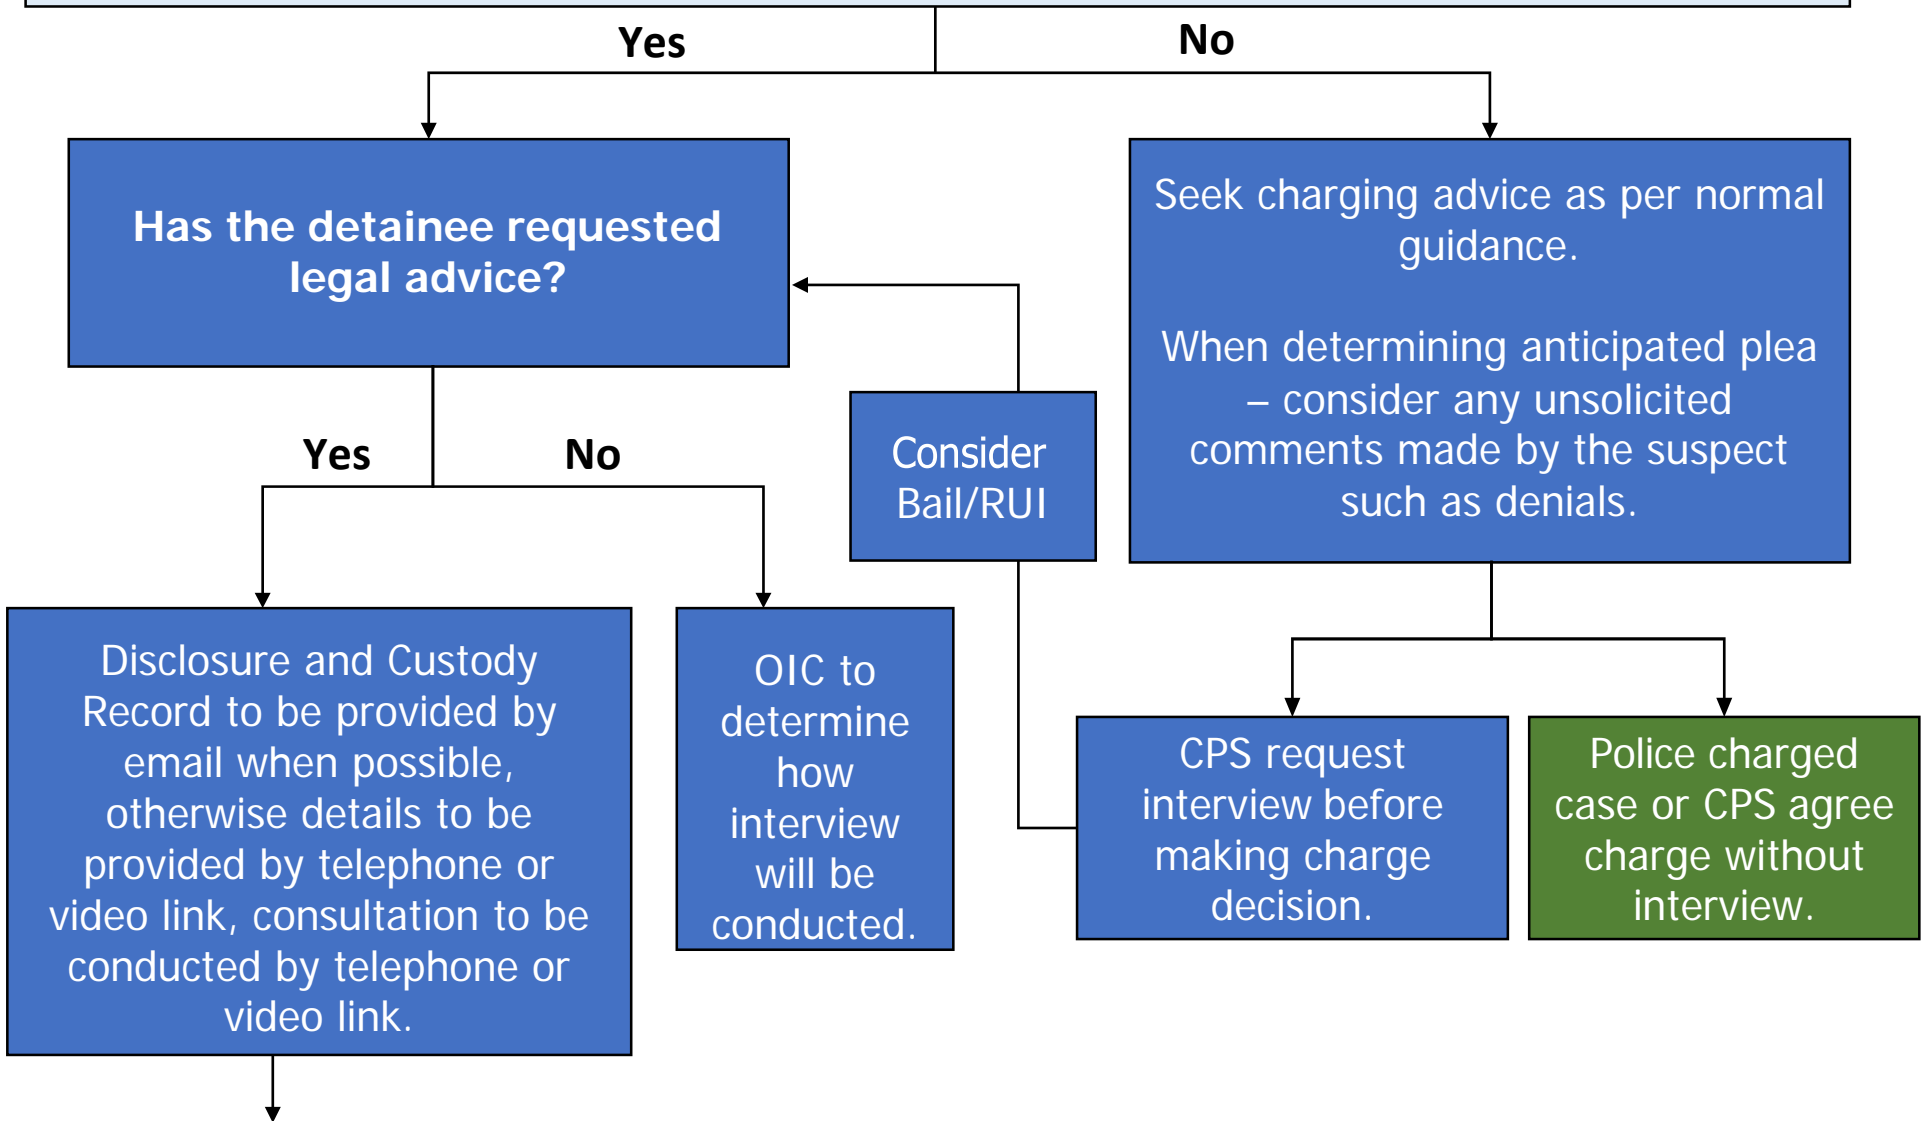 Yes
No
Has the detainee requested
legal advice?
Seek charging advice as per normal
guidance.
When determining anticipated plea
– consider any unsolicited
comments made by the suspect
such as denials.
Consider
Bail/RUI
Yes
No
Disclosure and Custody
Record to be provided by
email when possible,
otherwise details to be
provided by telephone or
video link, consultation to be
conducted by telephone or
video link.
OIC to
determine
how
interview
will be
conducted.
CPS request
interview before
making charge
decision.
Police charged
case or CPS agree
charge without
interview.